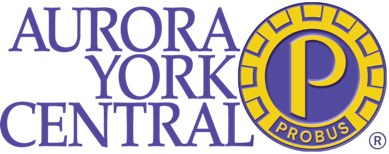 AURORA
YORK
CENTRAL
P
PROBUS
®